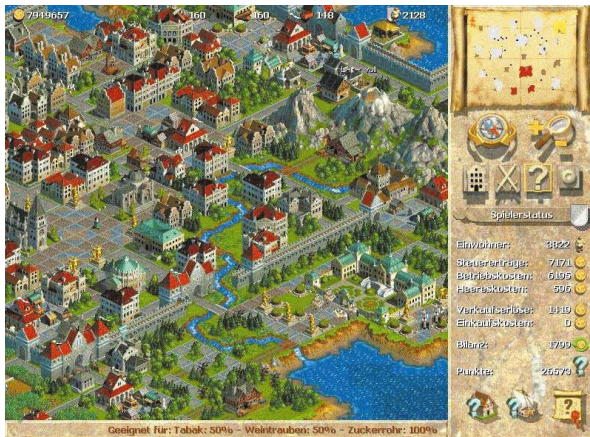 7949657 160 160 148 2128
Spielerstatus
Einwohner: 3822
Steuererträge: 7171
Betriebskosten: 6195
Heereskosten: 596
Verkaufserlöse: 1419
Einkaufskosten: 0
Bilanz: 1799
Punkte: 26573
Geeignet für: Tabak: 50% - Weintrauben: 50% - Zuckerrohr: 100%